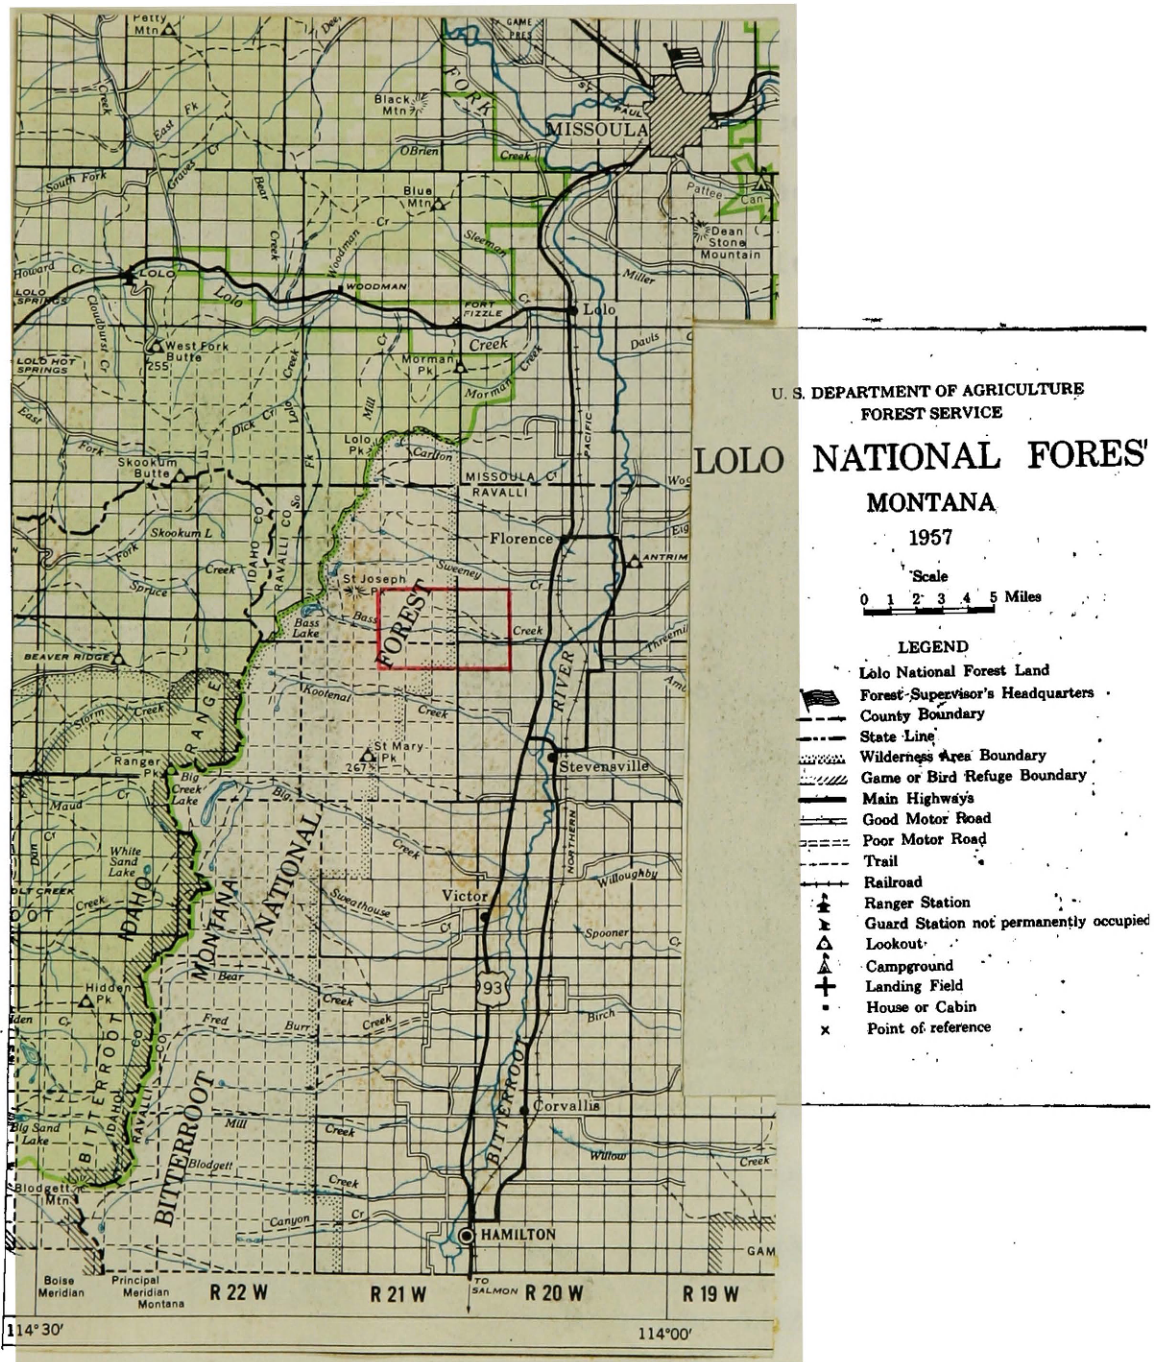 Petty
Mtn
GAME
PRES
Creek
East Fk
Graves Cr
Black
Mtn
FORK
ST
PAUL
MISSOULA
OBrien Creek
South Fork
Bear
Creek
Blue
Mtn
Woodman Cr
Sleeman
Cr
Pattee
Can
Dean
Stone
Mountain
Miller
Howard Cr
LOLO
LOLO
SPRINGS
Lolo
WOODMAN
FORT
FIZZLE
Creek
Lolo
Davis
Cloudburst Cr
West Fork
Butte
255
LOLO HOT
SPRINGS
Creek
Cr
Mill
Morman
Pk
Morman Creek
East
Fork
Dick Cr
Lolo
Fk
So
PACIFIC
Lolo
Pk
Carlton
Cr
Skookum
Butte
MISSOULA
RAVALLI
Skookum L
IDAHO CO
RAVALLI CO
Florence
ANTRIM
Fork
Spruce
Creek
Sweeney
Cr
St Joseph
Pk
Bass
Lake
Bass
Creek
FOREST
Threemil
BEAVER RIDGE
RANGE
Kootenai
Creek
RIVER
Storm Creek
St Mary
Pk
267
Stevensville
Ranger
Pk
Big
Creek
Lake
Maud Cr
Big
Creek
NORTHERN
White
Sand
Lake
Dan
Cr
OLT CREEK
OOT
Creek
IDAHO
MONTANA
NATIONAL
Victor
Sweathouse
Cr
Willoughby
Spooner Cr
93
Hidden
Pk
Bear
Creek
Fred Burr Creek
Birch
lden Cr
BITTERROOT
IDAHO CO
RAVALLI CO
BITTERROOT
Corvallis
Big Sand
Lake
Mill
Creek
Blodgett
Creek
BITTERROOT
Willow
Creek
Blodgett
Mtn
Canyon Cr
HAMILTON
GAM
Boise
Meridian
Principal
Meridian
Montana
R 22 W
R 21 W
TO
SALMON
R 20 W
R 19 W
114°30'
114°00'
U. S. DEPARTMENT OF AGRICULTURE
FOREST SERVICE
LOLO NATIONAL FORES
MONTANA
1957
Scale
0 1 2 3 4 5 Miles
LEGEND
Lolo National Forest Land
Forest Supervisor's Headquarters
County Boundary
State Line
Wilderness Area Boundary
Game or Bird Refuge Boundary
Main Highways
Good Motor Road
Poor Motor Road
Trail
Railroad
Ranger Station
Guard Station not permanently occupied
Lookout
Campground
Landing Field
House or Cabin
Point of reference